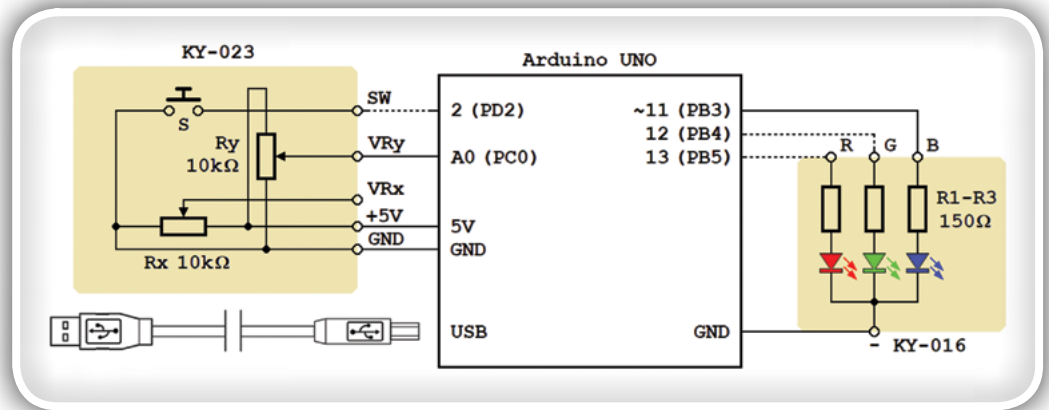 KY-023
Arduino UNO
SW
2 (PD2)
~11 (PB3)
S
12 (PB4)
Ry
10kΩ
VRy
A0 (PC0)
13 (PB5)
R
G
B
VRx
R1-R3
150Ω
+5V
5V
GND
GND
Rx 10kΩ
USB
GND
-
KY-016